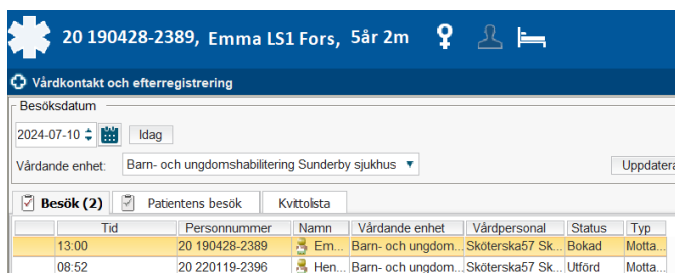 20 190428-2389, Emma LS1 Fors, 5år 2m
Vårdkontakt och efterregistrering
Besöksdatum
2024-07-10 Idag
Vårdande enhet: Barn- och ungdomshabilitering Sunderby sjukhus Uppdatera
Besök (2) Patientens besök Kvittolista
Tid Personnummer Namn Vårdande enhet Vårdpersonal Status Typ
13:00 20 190428-2389 Em... Barn- och ungdom... Sköterska57 Sk... Bokad Motta...
08:52 20 220119-2396 Hen... Barn- och ungdom... Sköterska57 Sk... Utförd Motta...